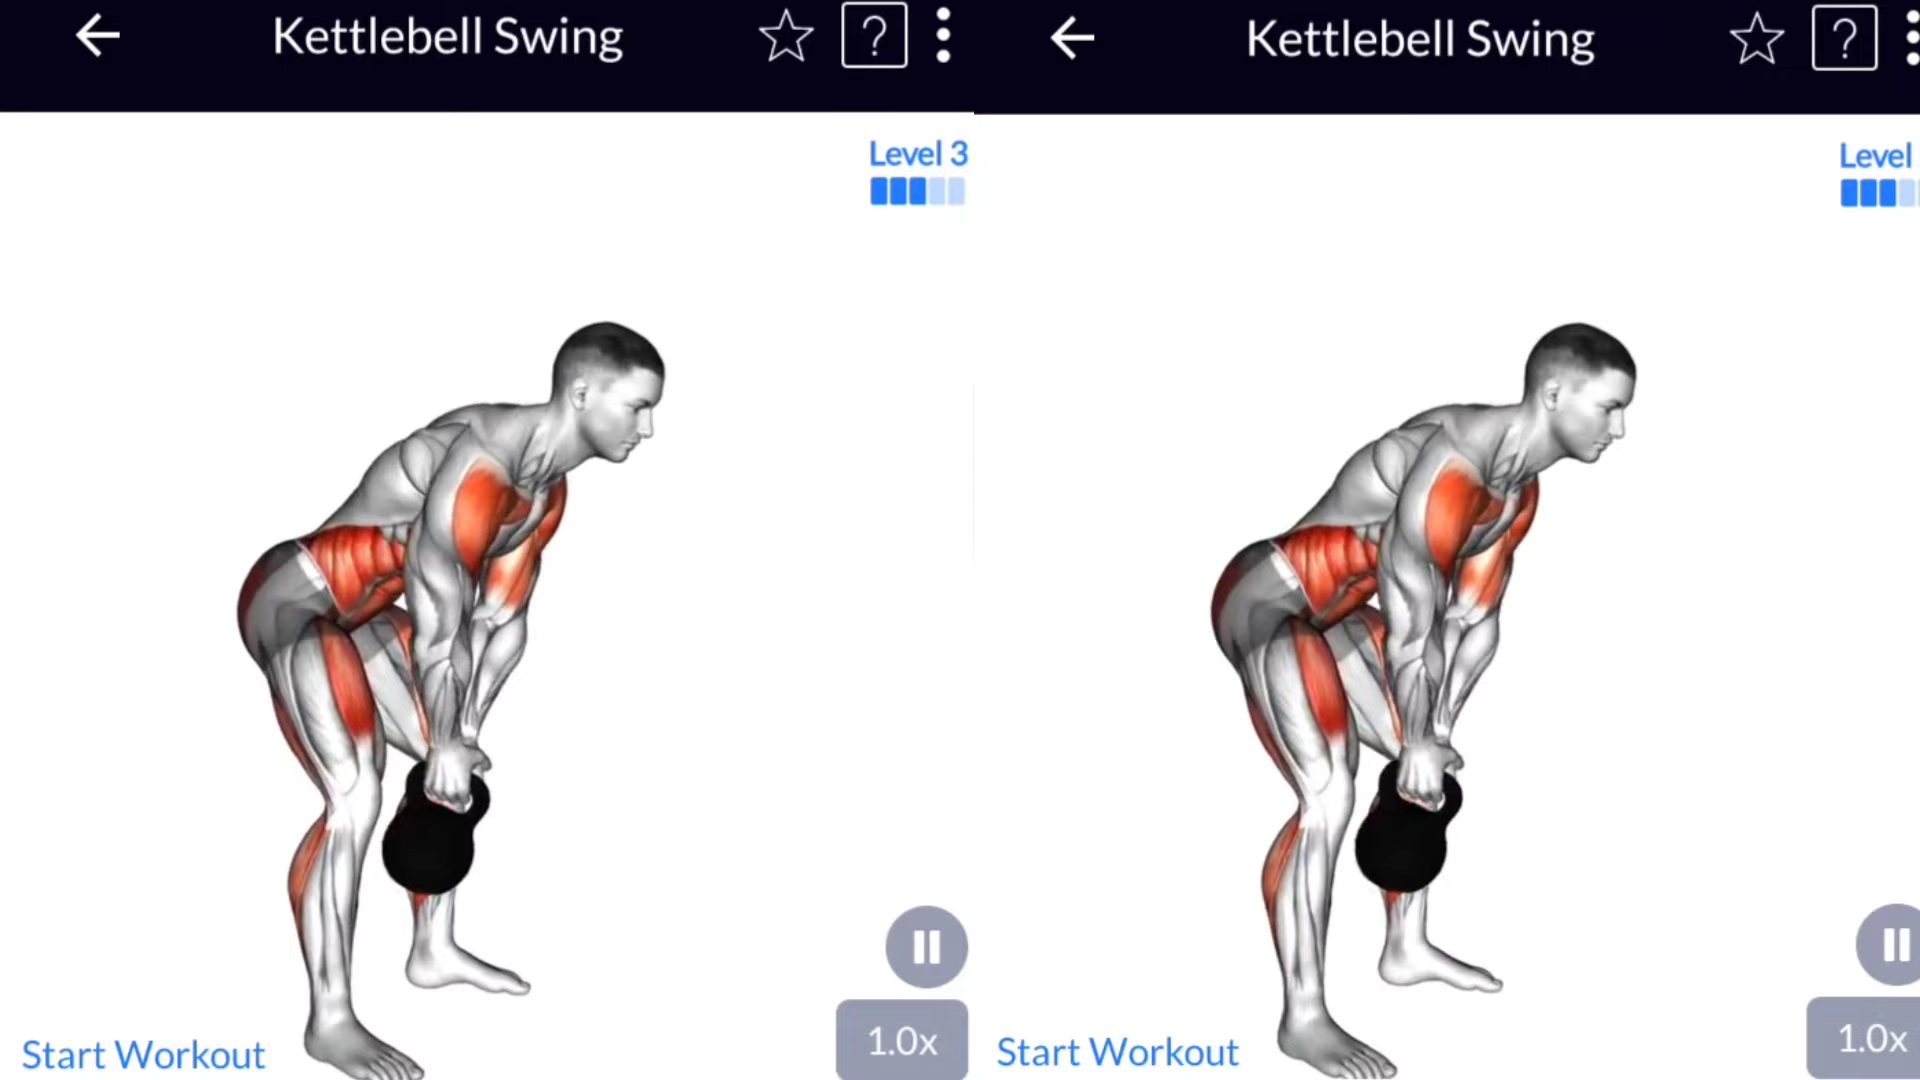 Kettlebell Swing
?
Level 3
1.0x
Start Workout
Kettlebell Swing
?
Level
1.0x
Start Workout